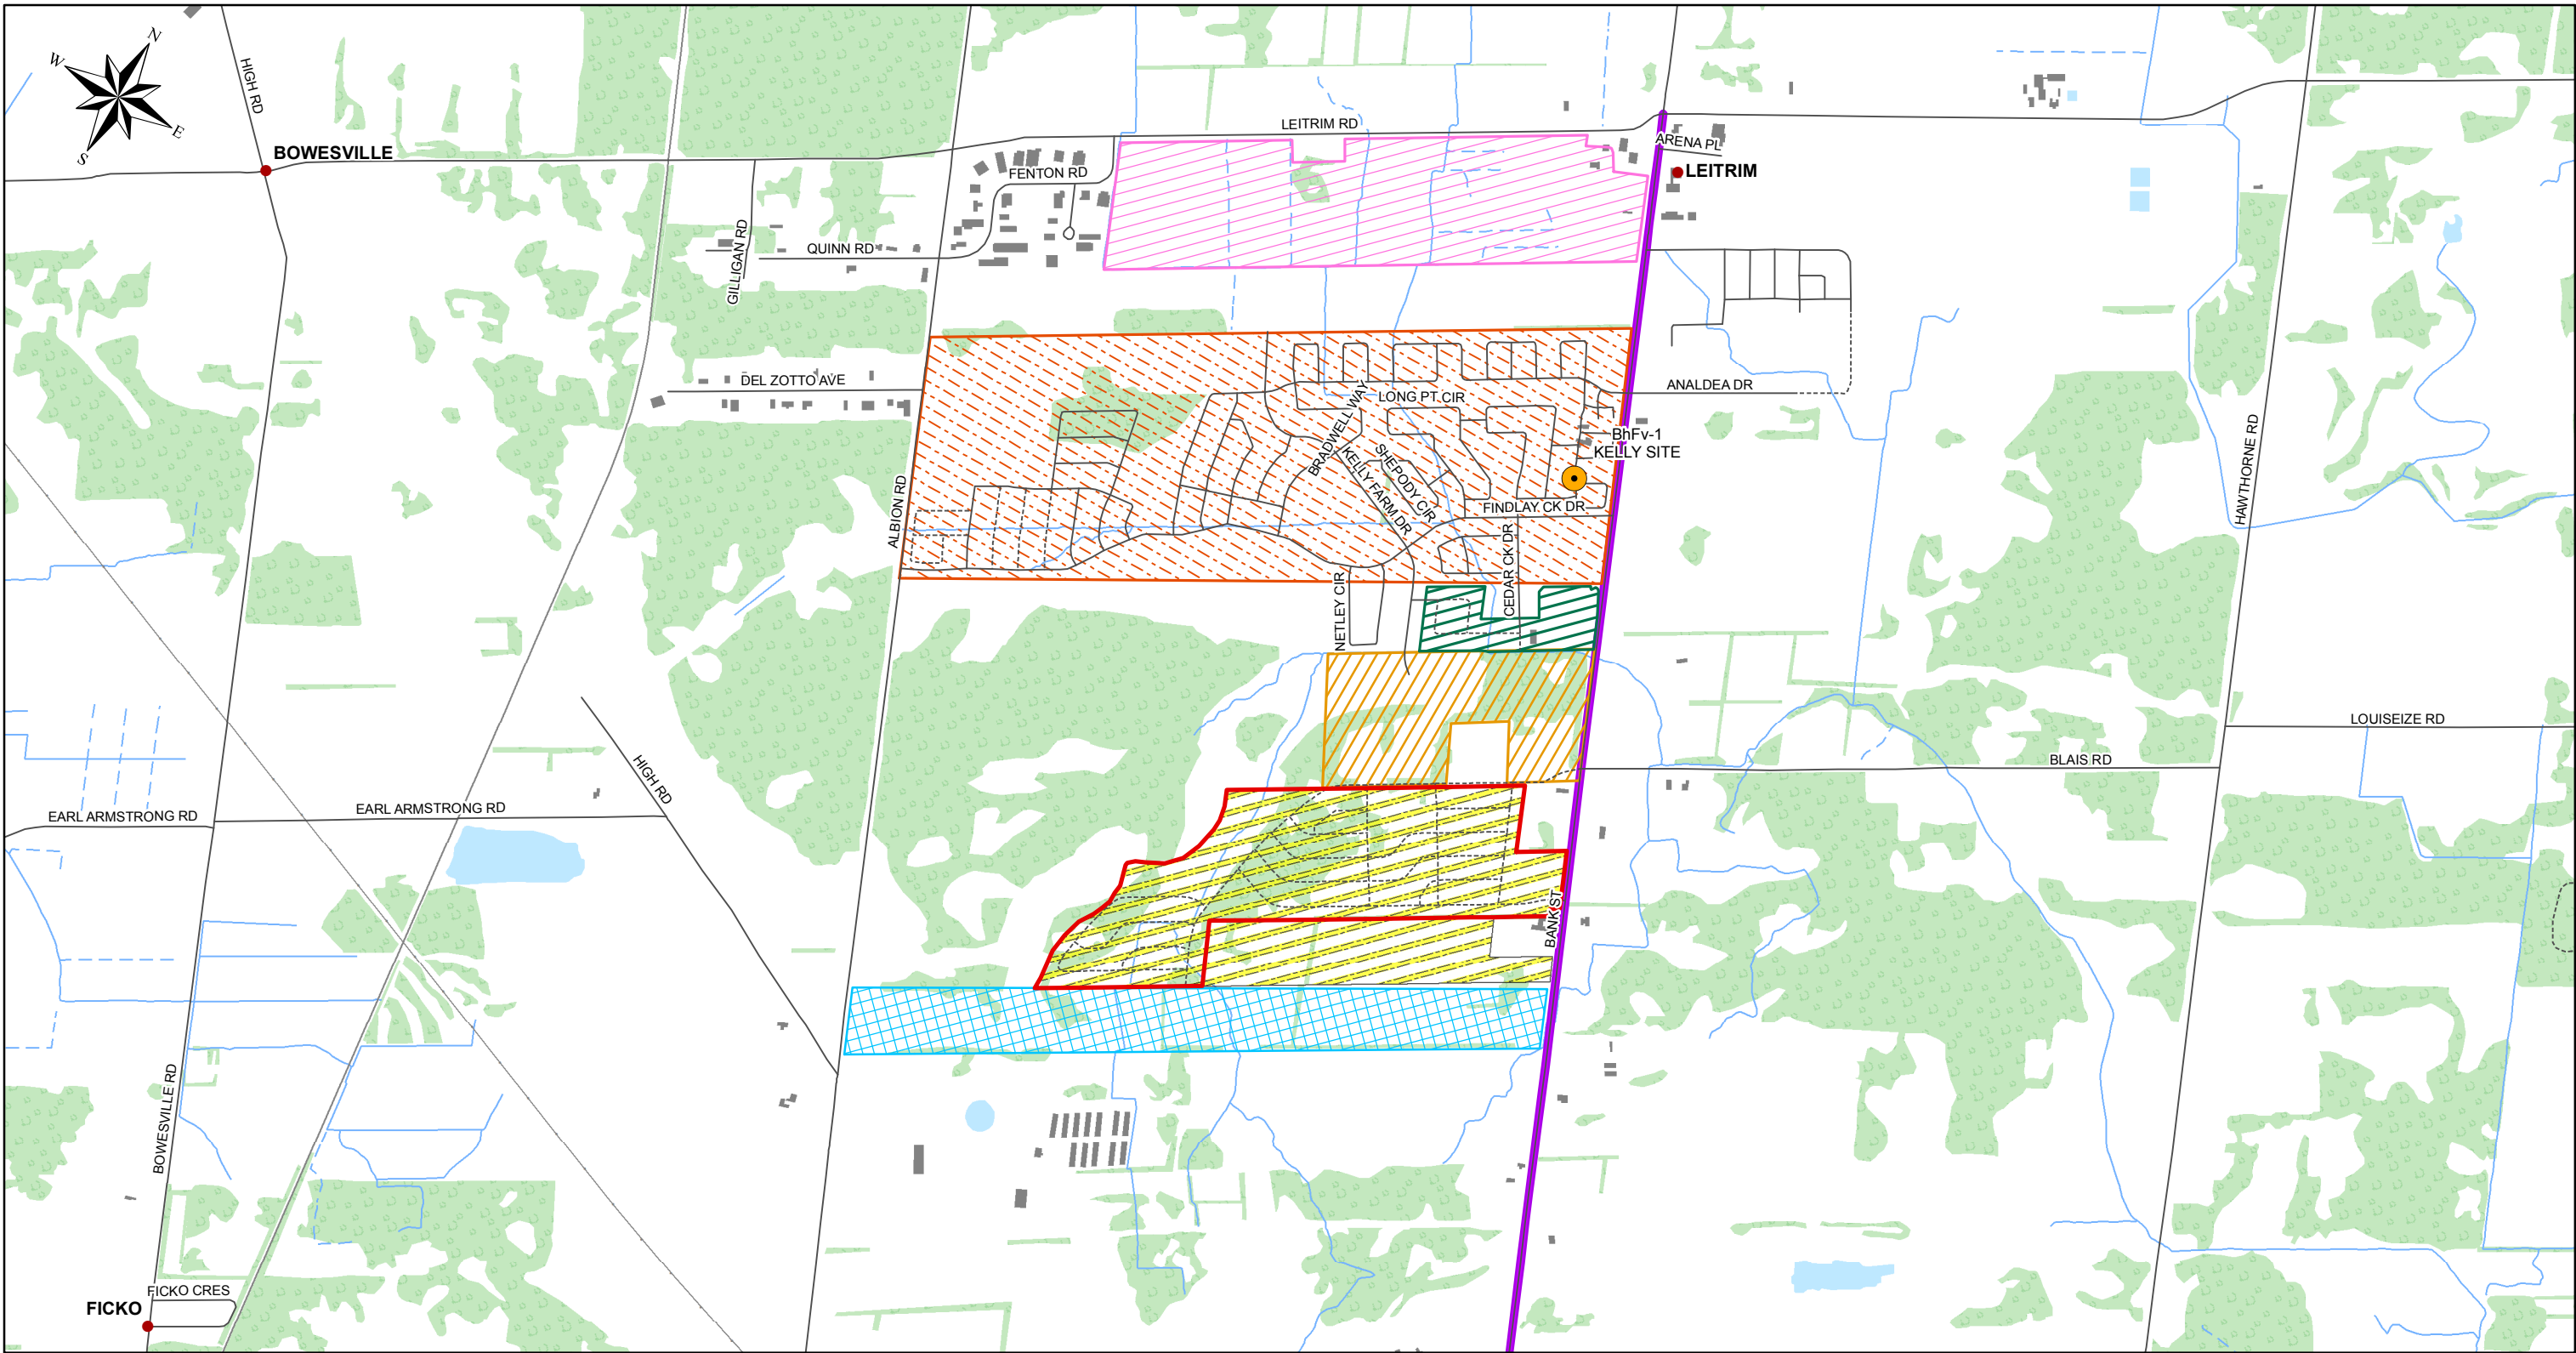 N
W
E
S
HIGH RD
BOWESVILLE
LEITRIM RD
ARENA PL
LEITRIM
FENTON RD
QUINN RD
GILLIGAN RD
DEL ZOTTO AVE
ANALDEA DR
LONG PT CIR
BRADWELL WAY
BhFv-1
KELLY SITE
SHEPODY CIR
KELLY FARM DR
FINDLAY CK DR
ALBION RD
HAWTHORNE RD
CEDAR CK DR
NETLEY CIR
LOUISEIZE RD
BLAIS RD
HIGH RD
EARL ARMSTRONG RD
EARL ARMSTRONG RD
BANK ST
BOWESVILLE RD
FICKO CRES
FICKO